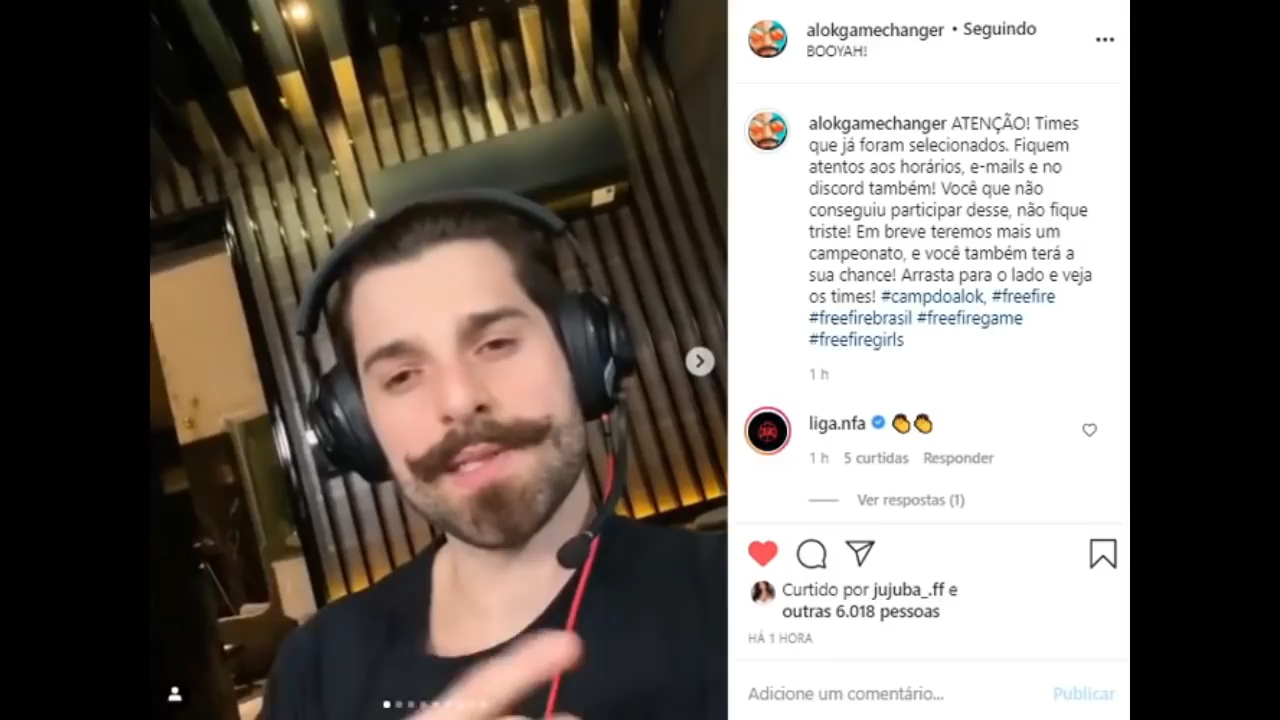 alokgamechanger • Seguindo
BOOYAH!
alokgamechanger ATENÇÃO! Times
que já foram selecionados. Fiquem
atentos aos horários, e-mails e no
discord também! Você que não
conseguiu participar desse, não fique
triste! Em breve teremos mais um
campeonato, e você também terá a
sua chance! Arrasta para o lado e veja
os times! #campdoalok, #freefire
#freefirebrasil #freefiregame
#freefiregirls
1 h
liga.nfa 👏👏
1 h 5 curtidas Responder
Ver respostas (1)
Curtido por jujuba_.ff e
outras 6.018 pessoas
HÁ 1 HORA
Adicione um comentário... Publicar